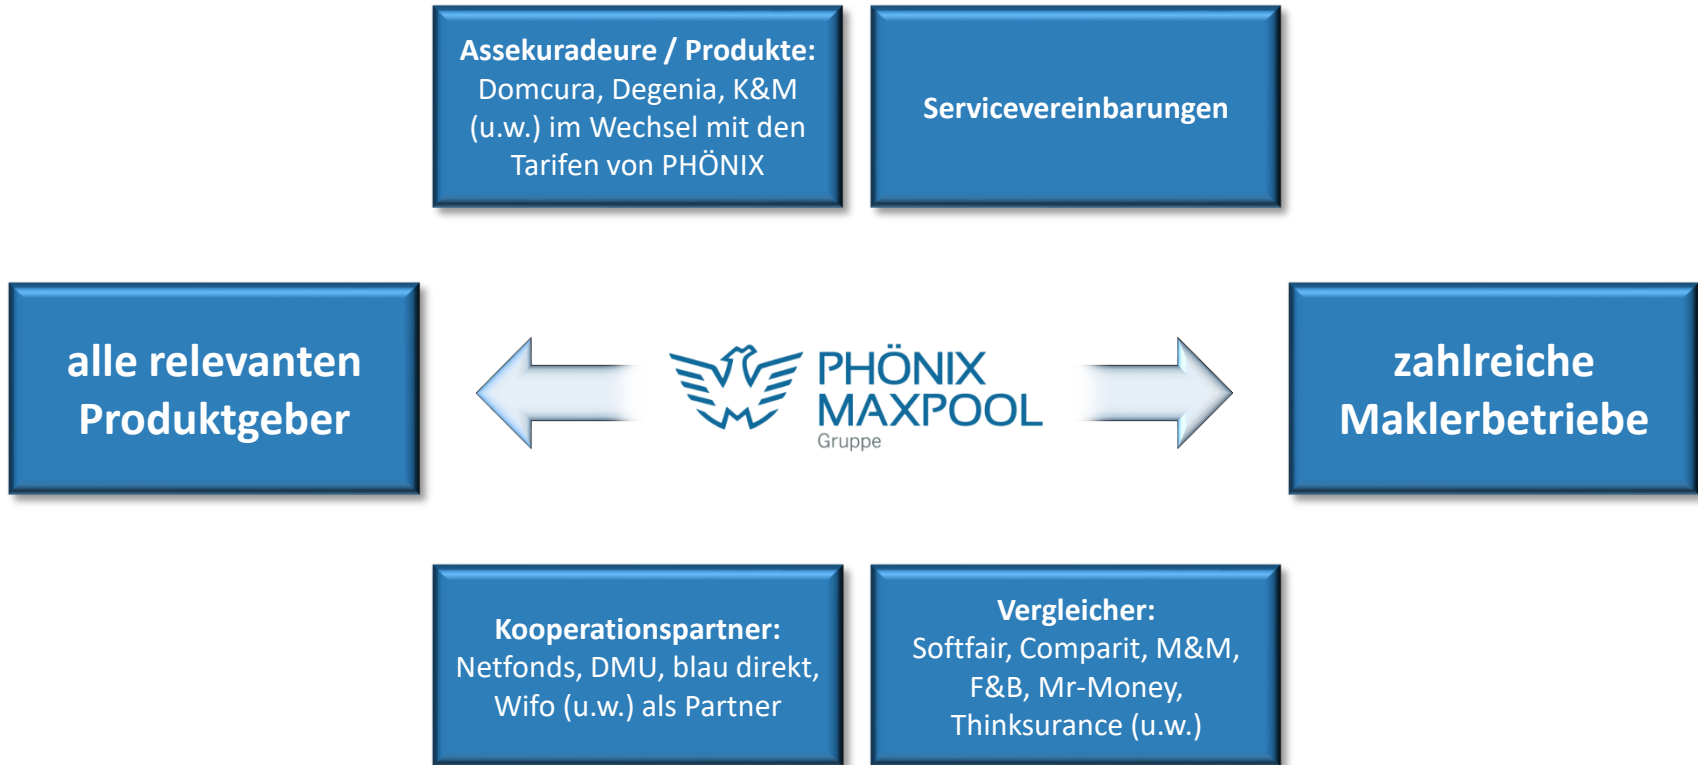 Assekuradeure / Produkte:
Domcura, Degenia, K&M
(u.w.) im Wechsel mit den
Tarifen von PHÖNIX
Servicevereinbarungen
alle relevanten
Produktgeber
PHÖNIX
MAXPOOL
Gruppe
zahlreiche
Maklerbetriebe
Kooperationspartner:
Netfonds, DMU, blau direkt,
Wifo (u.w.) als Partner
Vergleicher:
Softfair, Comparit, M&M,
F&B, Mr-Money,
Thinksurance (u.w.)